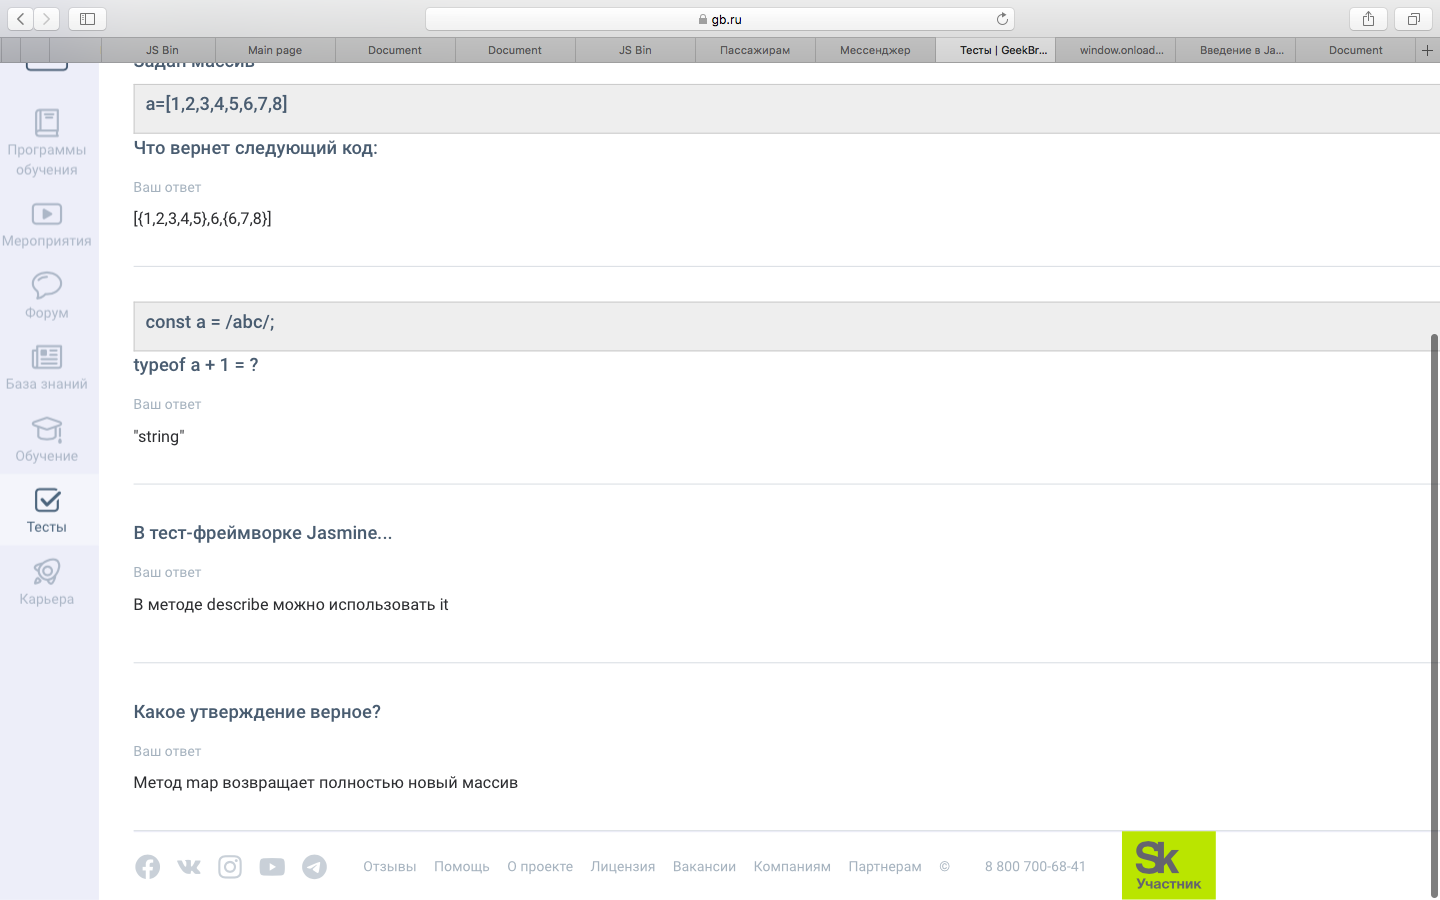 gb.ru
JS Bin
Main page
Document
Document
JS Bin
Пассажирам
Мессенджер
Тесты | GeekBr...
window.onload...
Введение в Ja...
Document
Задан массив
a=[1,2,3,4,5,6,7,8]
Что вернет следующий код:
Ваш ответ
[{1,2,3,4,5},6,{6,7,8}]
const a = /abc/;
typeof a + 1 = ?
Ваш ответ
"string"
В тест-фреймворке Jasmine...
Ваш ответ
В методе describe можно использовать it
Какое утверждение верное?
Ваш ответ
Метод map возвращает полностью новый массив
Программы
обучения
Мероприятия
Форум
База знаний
Обучение
Тесты
Карьера
Отзывы Помощь О проекте Лицензия Вакансии Компаниям Партнерам © 8 800 700-68-41
Sk
Участник